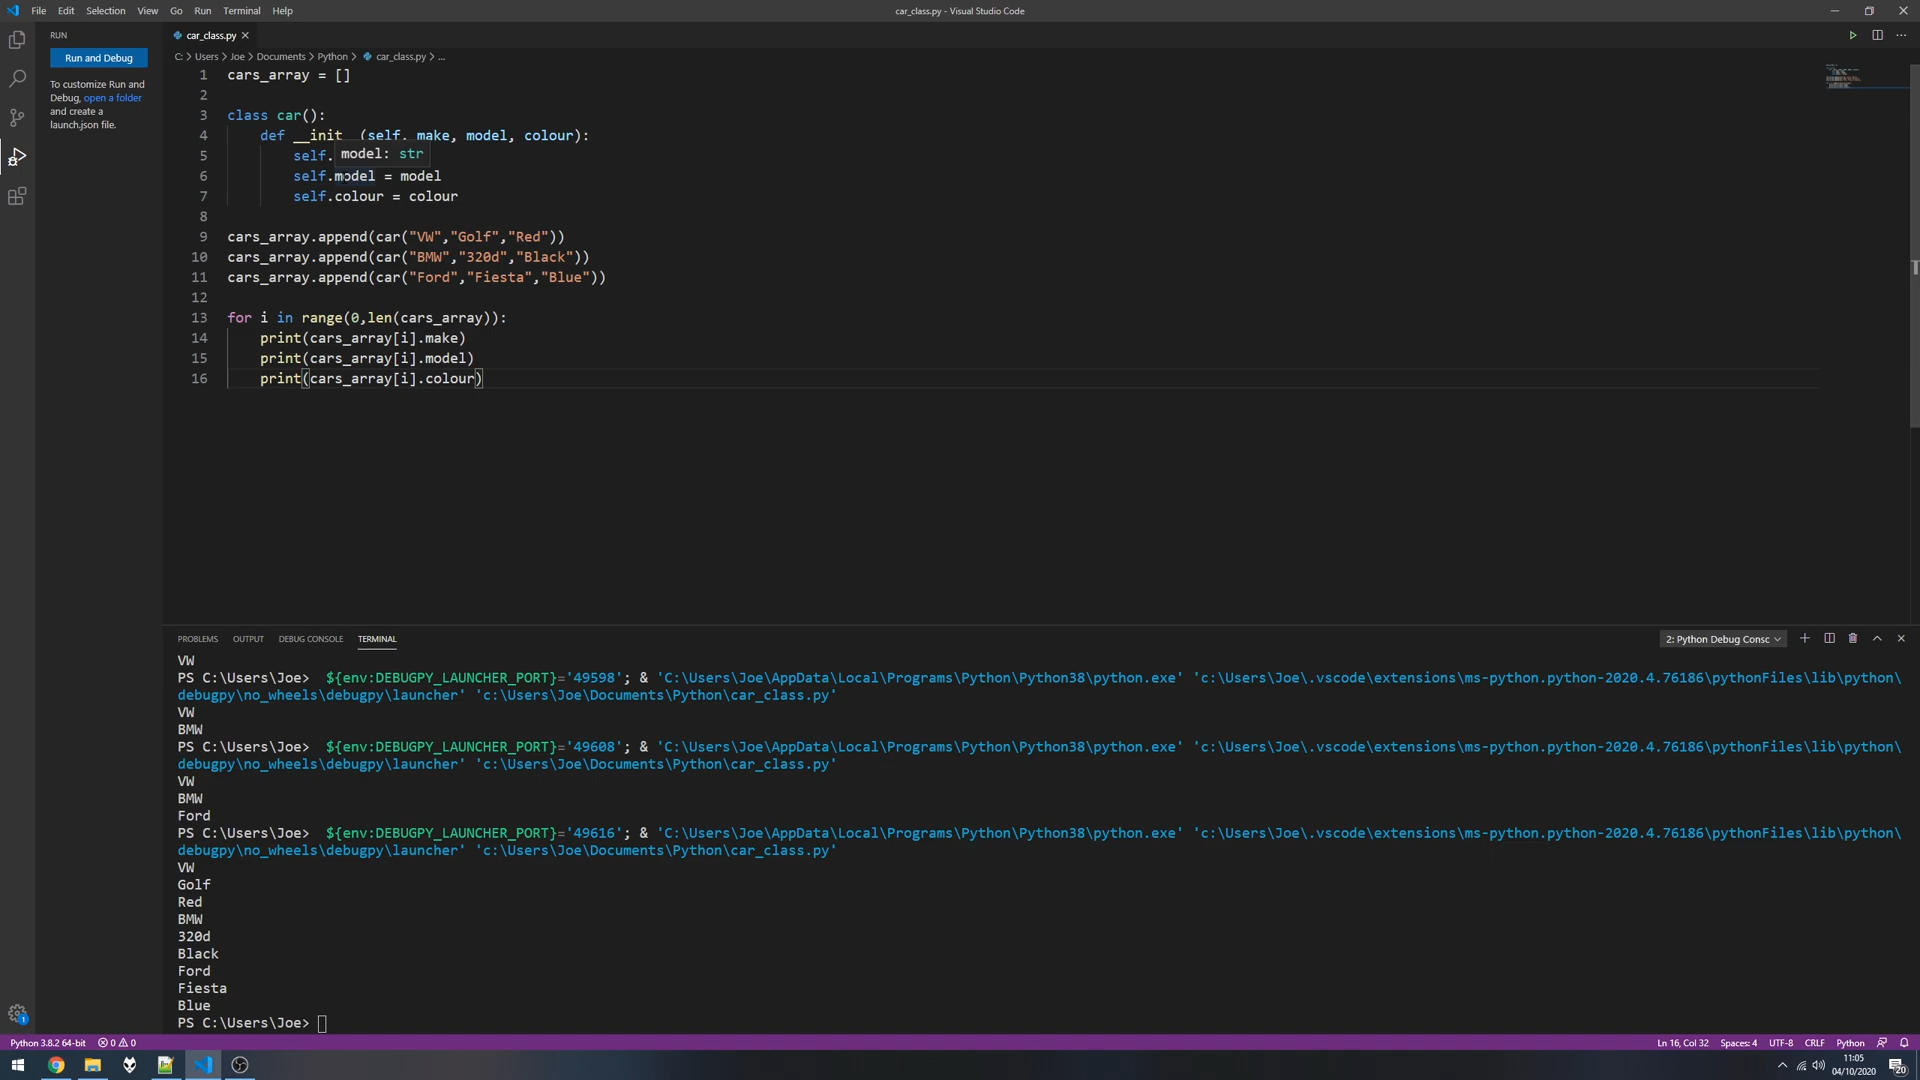 File Edit Selection View Go Run Terminal Help
car_class.py - Visual Studio Code
RUN
Run and Debug
To customize Run and
Debug, open a folder
and create a
launch.json file.
car_class.py
C: > Users > Joe > Documents > Python > car_class.py > ...
1 cars_array = []
2
3 class car():
4 def __init__(self, make, model, colour):
5 self.
model: str
6 self.model = model
7 self.colour = colour
8
9 cars_array.append(car("VW","Golf","Red"))
10 cars_array.append(car("BMW","320d","Black"))
11 cars_array.append(car("Ford","Fiesta","Blue"))
12
13 for i in range(0,len(cars_array)):
14 print(cars_array[i].make)
15 print(cars_array[i].model)
16 print(cars_array[i].colour)
PROBLEMS OUTPUT DEBUG CONSOLE TERMINAL
2: Python Debug Consc
VW
PS C:\Users\Joe> ${env:DEBUGPY_LAUNCHER_PORT}='49598'; & 'C:\Users\Joe\AppData\Local\Programs\Python\Python38\python.exe' 'c:\Users\Joe\.vscode\extensions\ms-python.python-2020.4.76186\pythonFiles\lib\python\
debugpy\no_wheels\debugpy\launcher' 'c:\Users\Joe\Documents\Python\car_class.py'
VW
BMW
PS C:\Users\Joe> ${env:DEBUGPY_LAUNCHER_PORT}='49608'; & 'C:\Users\Joe\AppData\Local\Programs\Python\Python38\python.exe' 'c:\Users\Joe\.vscode\extensions\ms-python.python-2020.4.76186\pythonFiles\lib\python\
debugpy\no_wheels\debugpy\launcher' 'c:\Users\Joe\Documents\Python\car_class.py'
VW
BMW
Ford
PS C:\Users\Joe> ${env:DEBUGPY_LAUNCHER_PORT}='49616'; & 'C:\Users\Joe\AppData\Local\Programs\Python\Python38\python.exe' 'c:\Users\Joe\.vscode\extensions\ms-python.python-2020.4.76186\pythonFiles\lib\python\
debugpy\no_wheels\debugpy\launcher' 'c:\Users\Joe\Documents\Python\car_class.py'
VW
Golf
Red
BMW
320d
Black
Ford
Fiesta
Blue
PS C:\Users\Joe>
1
Python 3.8.2 64-bit 0 0
Ln 16, Col 32 Spaces: 4 UTF-8 CRLF Python
11:05
04/10/2020
20